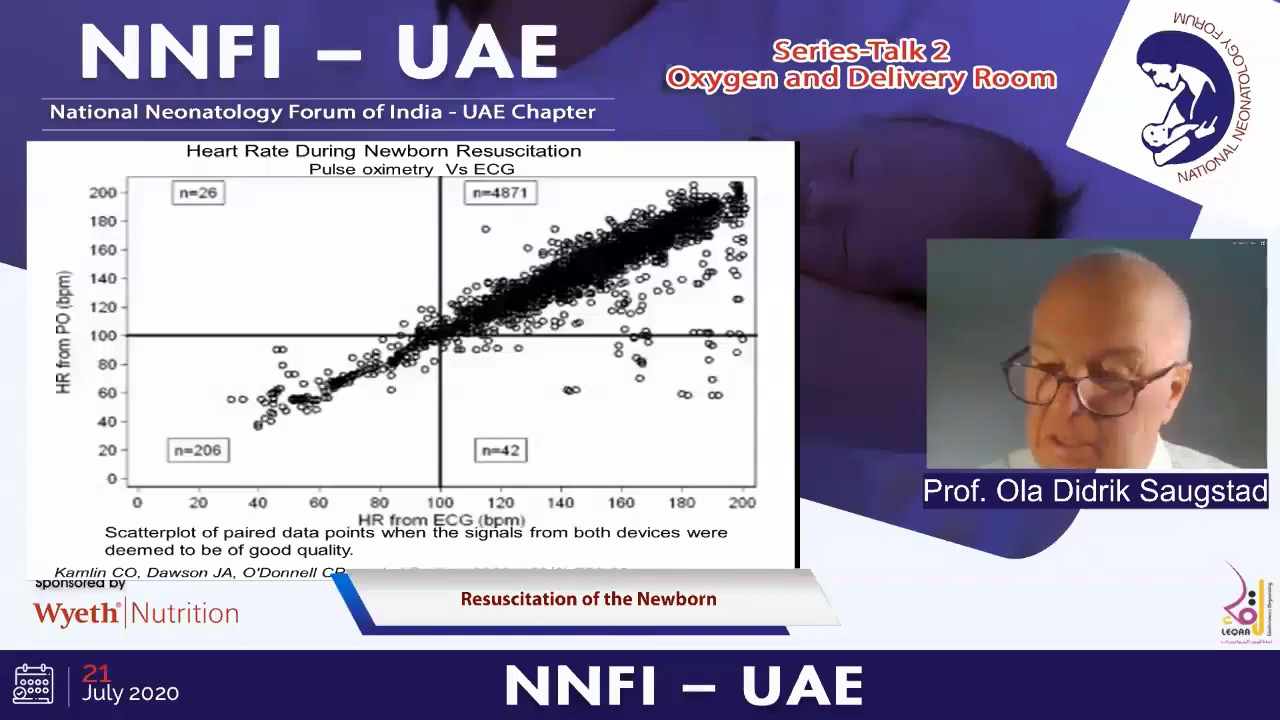 NNFI – UAE
National Neonatology Forum of India - UAE Chapter
Series-Talk 2
Oxygen and Delivery Room
NATIONAL NEONATOLOGY FORUM
Heart Rate During Newborn Resuscitation
Pulse oximetry Vs ECG
n=26
n=4871
n=206
n=42
HR from PO (bpm)
200
180
160
140
120
100
80
60
40
20
0
0 20 40 60 80 100 120 140 160 180 200
HR from ECG (bpm)
Scatterplot of paired data points when the signals from both devices were
deemed to be of good quality.
Kamlin CO, Dawson JA, O'Donnell CP
Prof. Ola Didrik Saugstad
Sponsored by
Wyeth® Nutrition
Resuscitation of the Newborn
LEQAA
21
July 2020
NNFI – UAE